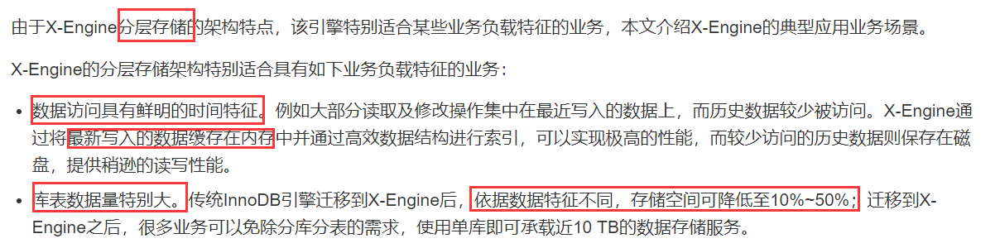 由于X-Engine分层存储的架构特点，该引擎特别适合某些业务负载特征的业务，本文介绍X-Engine的典型应用业务场景。
X-Engine的分层存储架构特别适合具有如下业务负载特征的业务：
• 数据访问具有鲜明的时间特征。例如大部分读取及修改操作集中在最近写入的数据上，而历史数据较少被访问。X-Engine通
过将最新写入的数据缓存在内存中并通过高效数据结构进行索引，可以实现极高的性能，而较少访问的历史数据则保存在磁
盘，提供稍逊的读写性能。
• 库表数据量特别大。传统InnoDB引擎迁移到X-Engine后，依据数据特征不同，存储空间可降低至10%~50%；迁移到X-
Engine之后，很多业务可以免除分库分表的需求，使用单库即可承载近10 TB的数据存储服务。